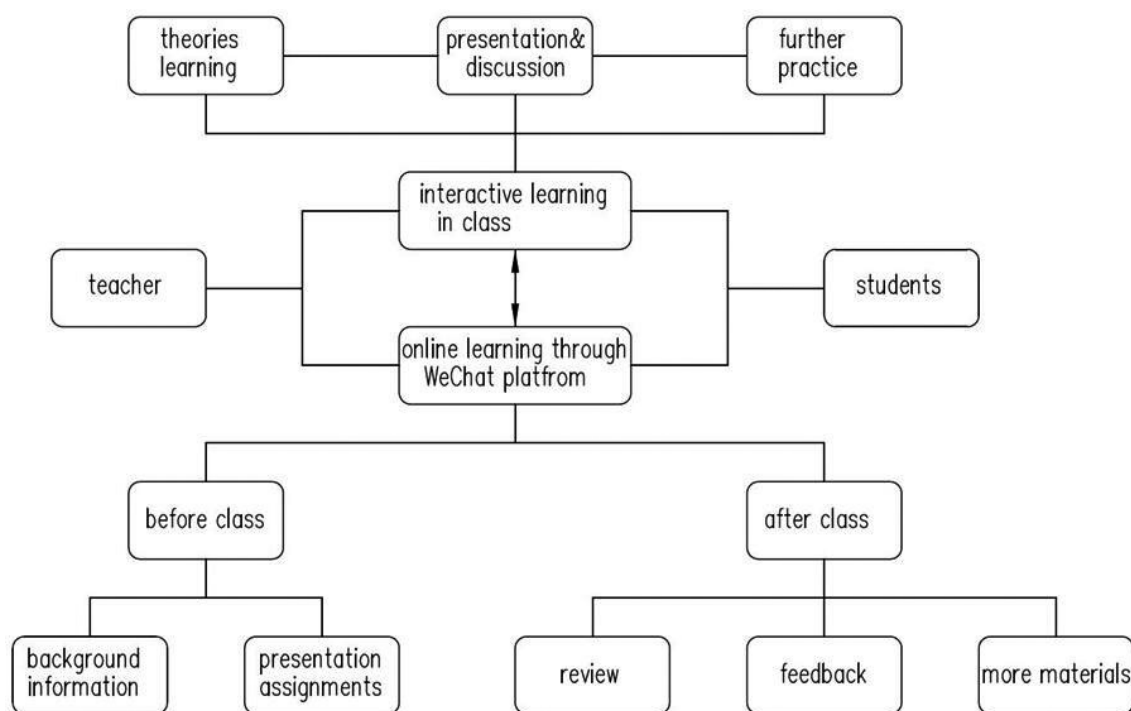 theories
learning
presentation&
discussion
further
practice
interactive learning
in class
teacher
students
online learning through
WeChat platfrom
before class
after class
background
information
presentation
assignments
review
feedback
more materials